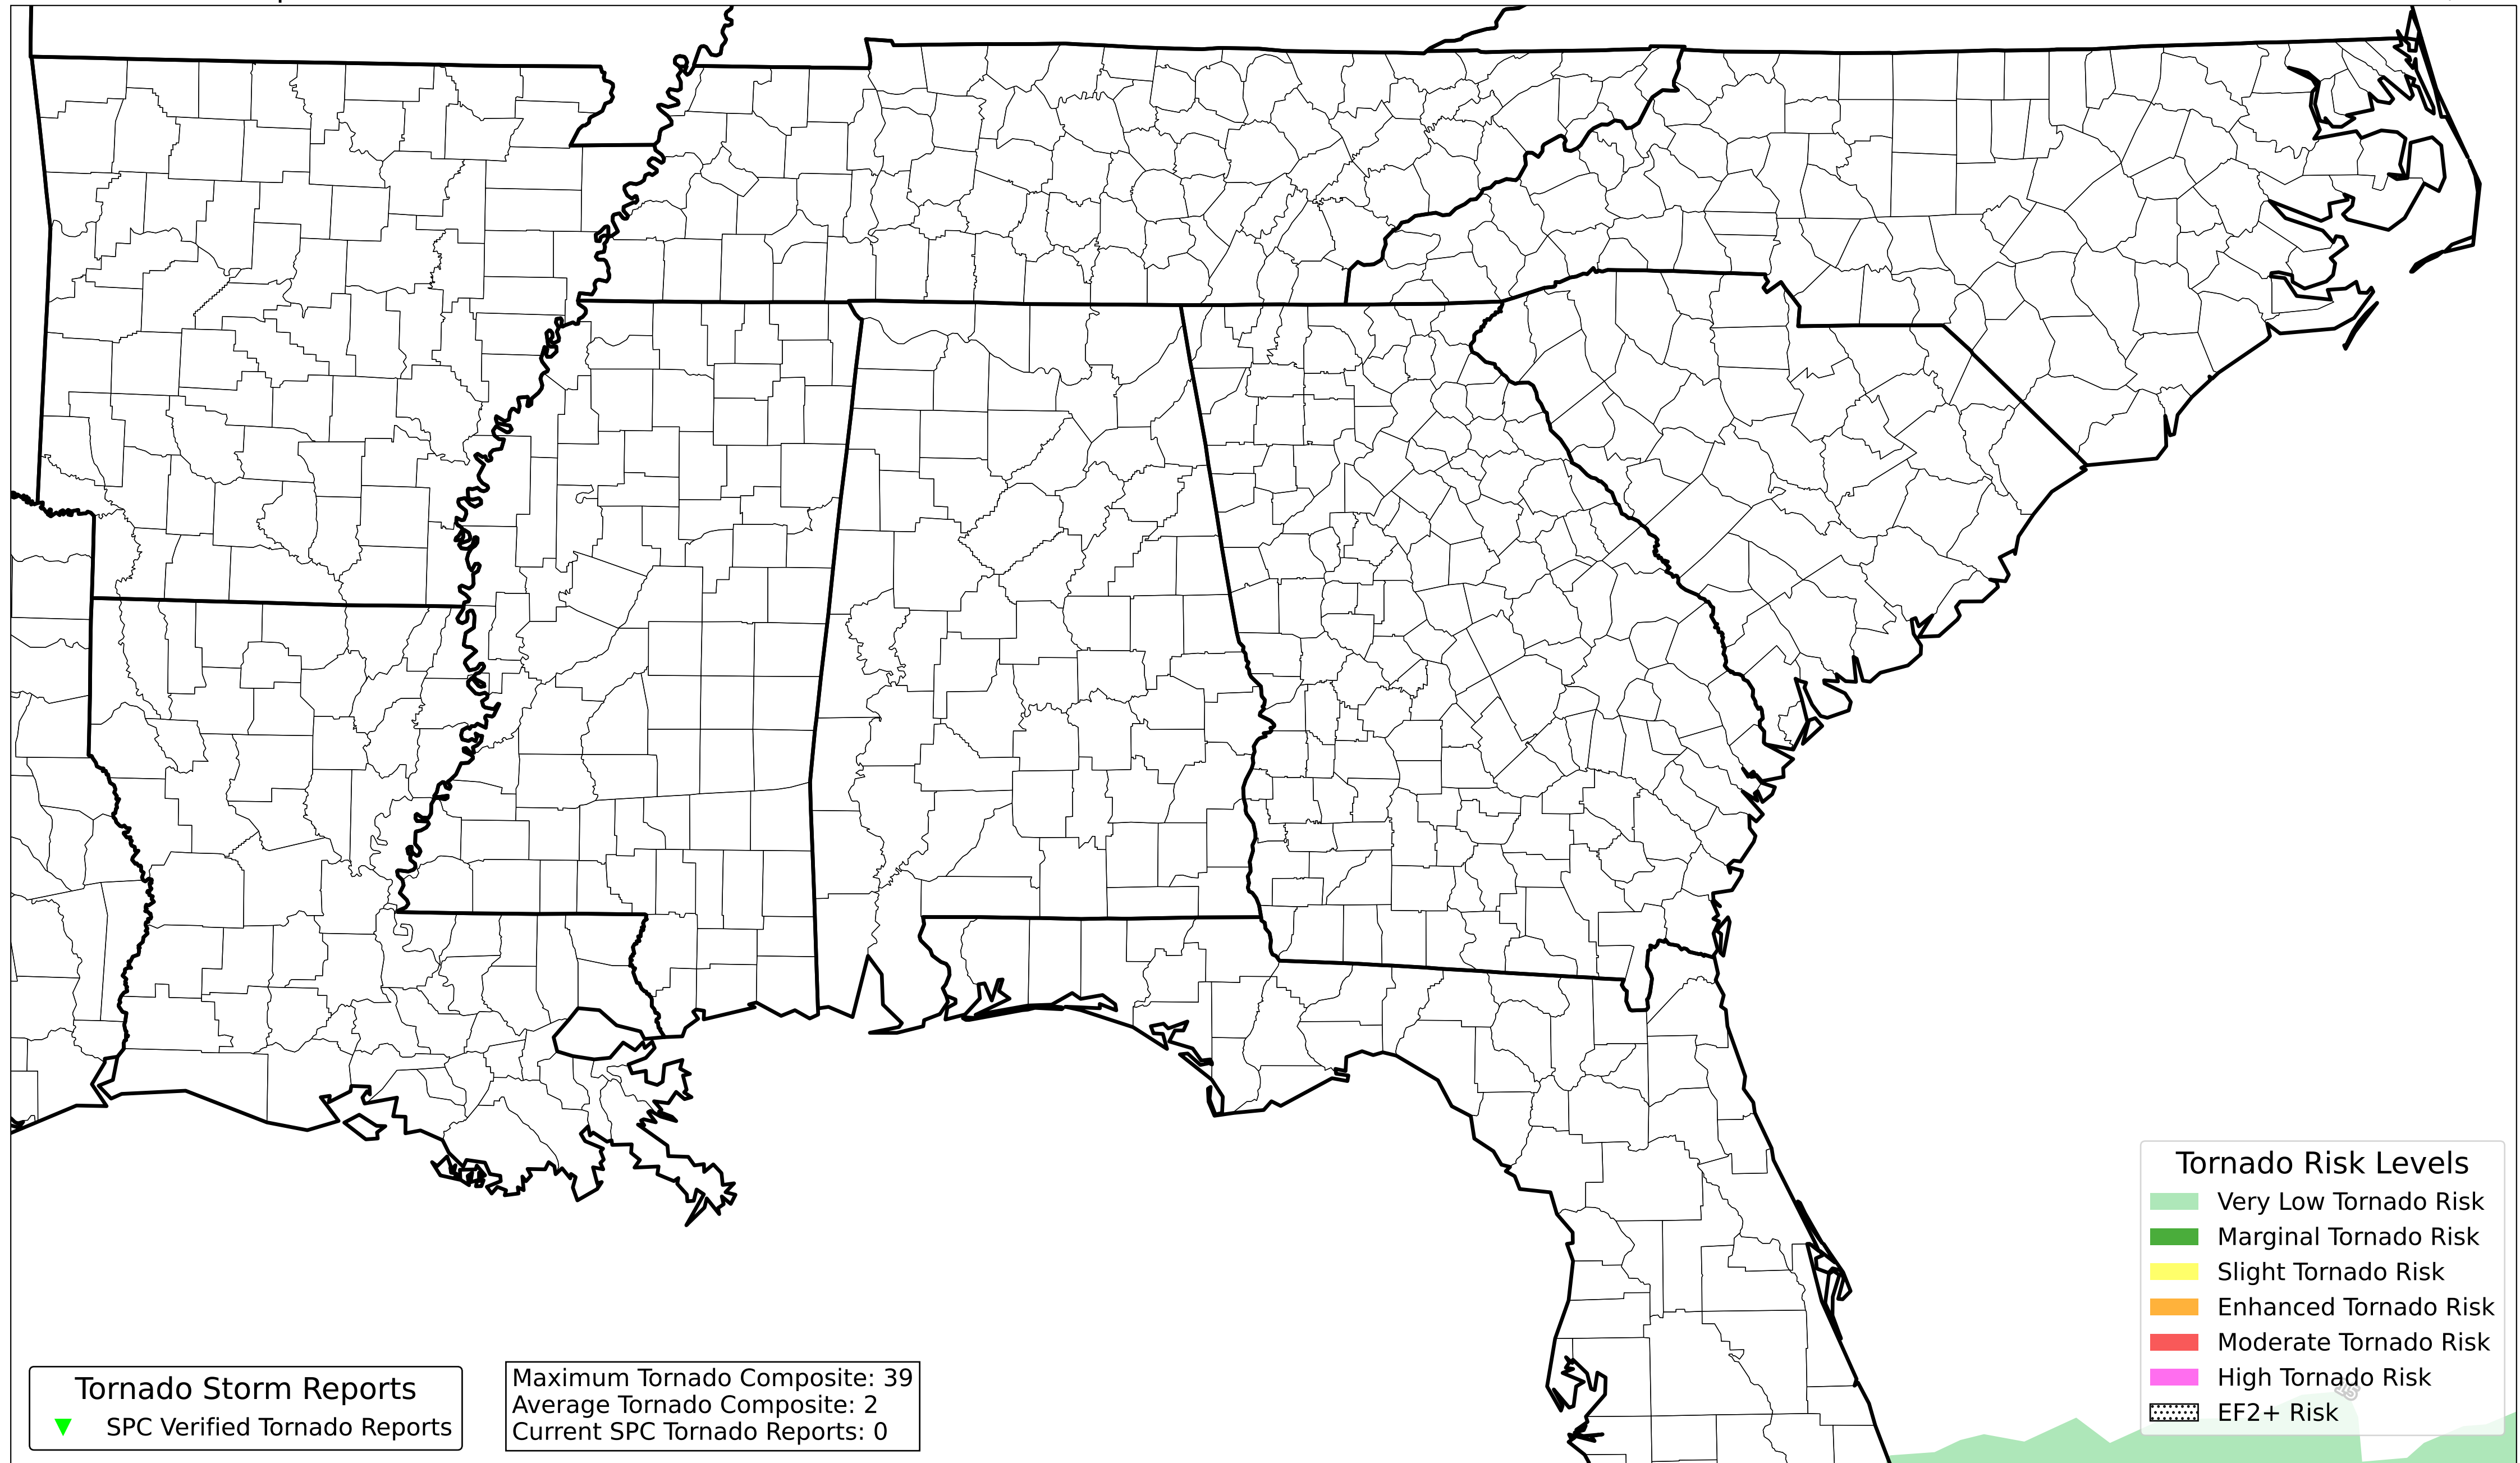 Tornado Risk Levels
Very Low Tornado Risk
Marginal Tornado Risk
Slight Tornado Risk
Enhanced Tornado Risk
Moderate Tornado Risk
High Tornado Risk
EF2+ Risk
15
Tornado Storm Reports
SPC Verified Tornado Reports
Maximum Tornado Composite: 39
Average Tornado Composite: 2
Current SPC Tornado Reports: 0